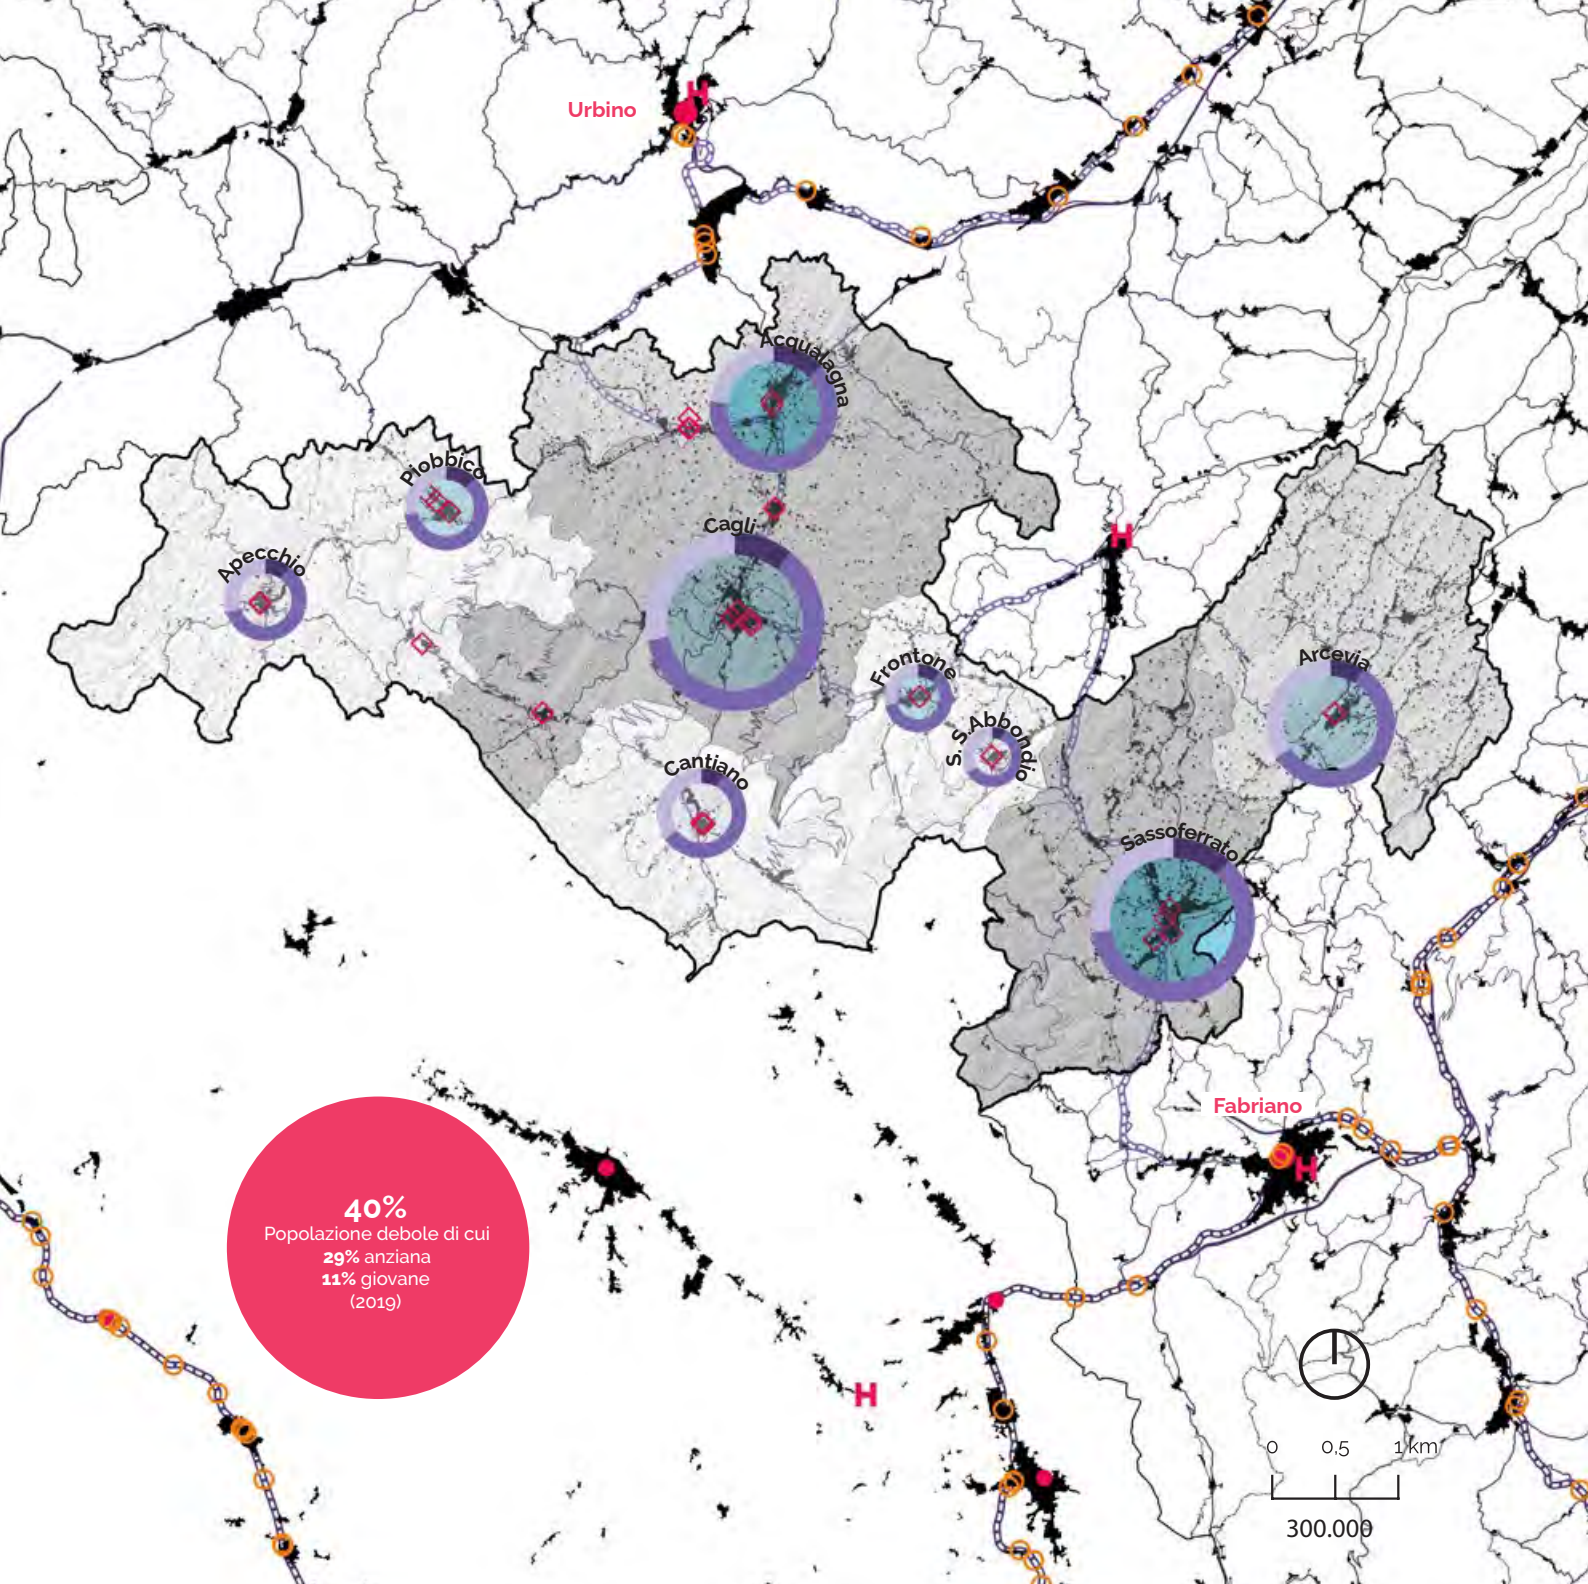 Urbino
H
Acqualagna
Piobbico
Cagli
H
Apecchio
Frontone
Arcevia
S. S.Abbondio
Cantiano
Sassoferrato
Fabriano
H
40%
Popolazione debole di cui
29% anziana
11% giovane
(2019)
H
0 0,5 1 km
300.000